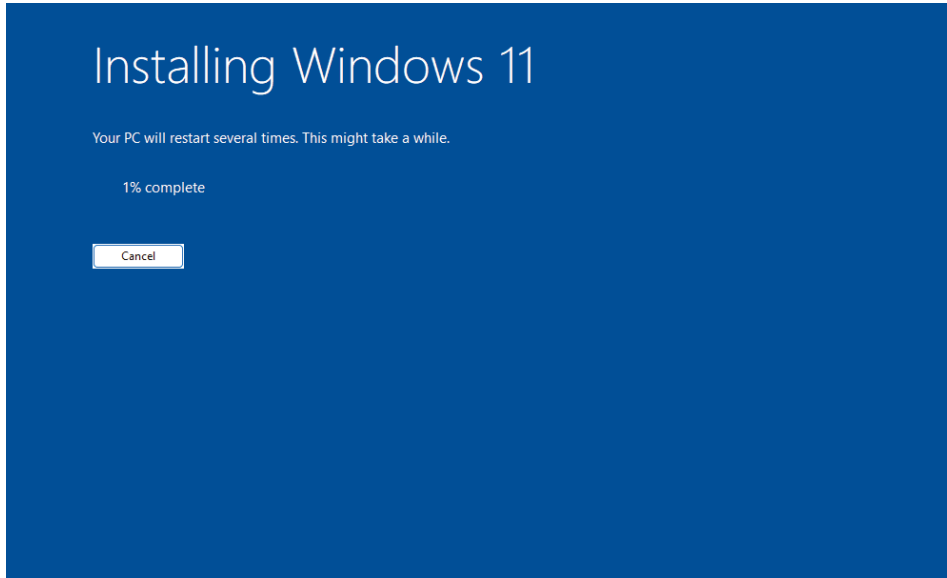 Installing Windows 11
Your PC will restart several times. This might take a while.
1% complete
Cancel